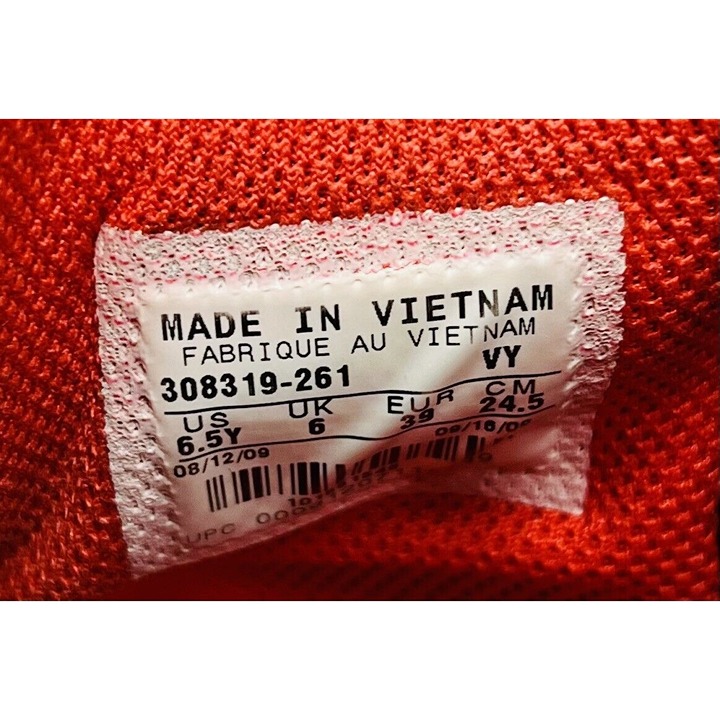 MADE IN VIETNAM
FABRIQUE AU VIETNAM
308319-261 VY
US UK EUR CM
6.5Y 6 39 24.5
08/12/09 09/16/09
UPC